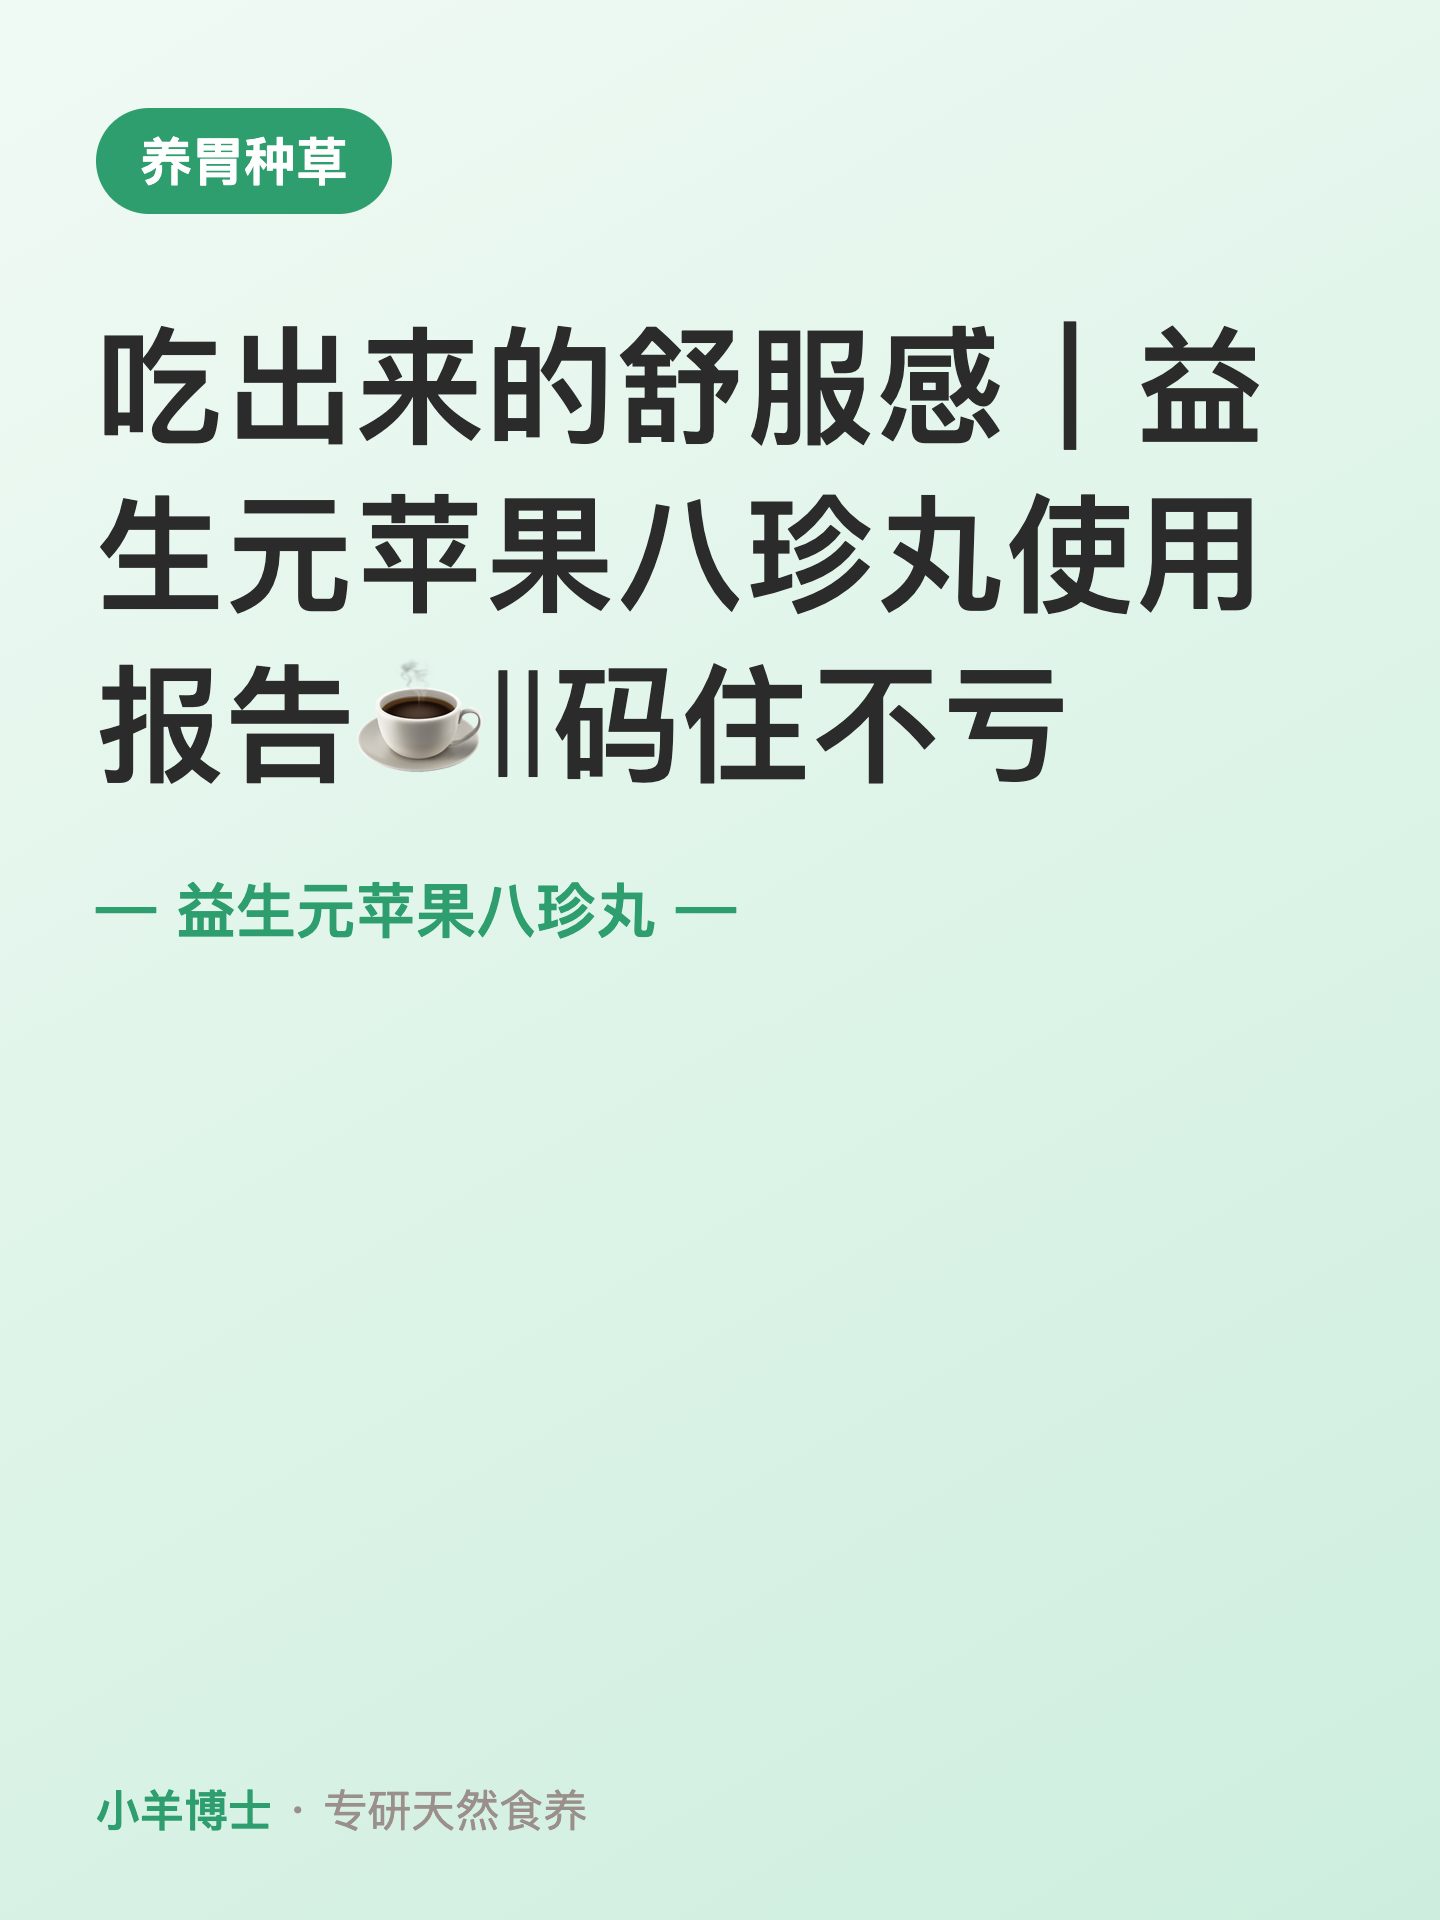 养胃种草
吃出来的舒服感｜益
生元苹果八珍丸使用
报告☕||码住不亏
— 益生元苹果八珍丸 —
小羊博士 · 专研天然食养